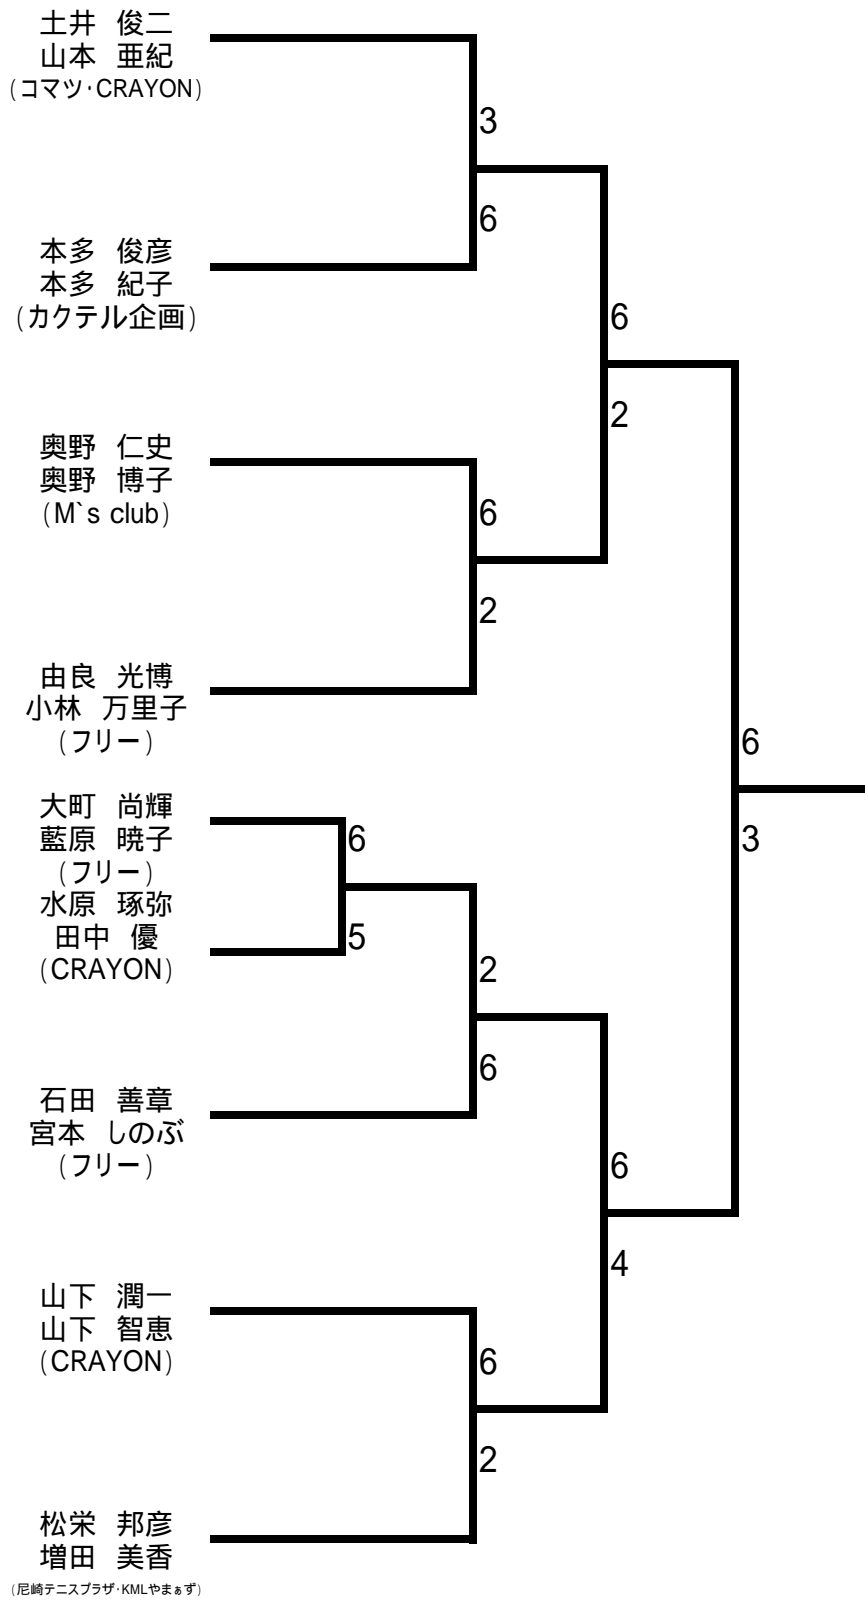 土井 俊二
山本 亜紀
(コマツ・CRAYON)
3
6
本多 俊彦
本多 紀子
(カクテル企画)
6
2
奥野 仁史
奥野 博子
(M`s club)
6
2
由良 光博
小林 万里子
(フリー)
6
3
大町 尚輝
藍原 暁子
(フリー)
6
水原 琢弥
田中 優
(CRAYON)
5
2
6
石田 善章
宮本 しのぶ
(フリー)
6
4
山下 潤一
山下 智恵
(CRAYON)
6
2
松栄 邦彦
増田 美香
(尼崎テニスプラザ・KMLやまぁず)